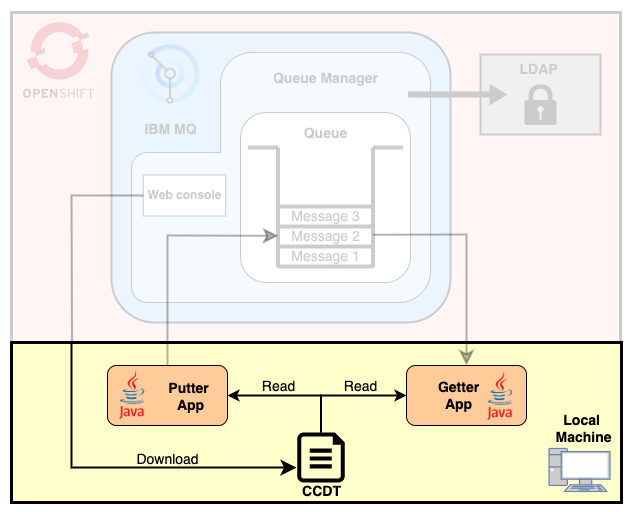 OPENSHIFT
IBM MQ
Queue Manager
LDAP
Queue
Web console
Message 3
Message 2
Message 1
Putter
App
Java
Read
Read
Getter
App
Java
Local
Machine
Download
CCDT